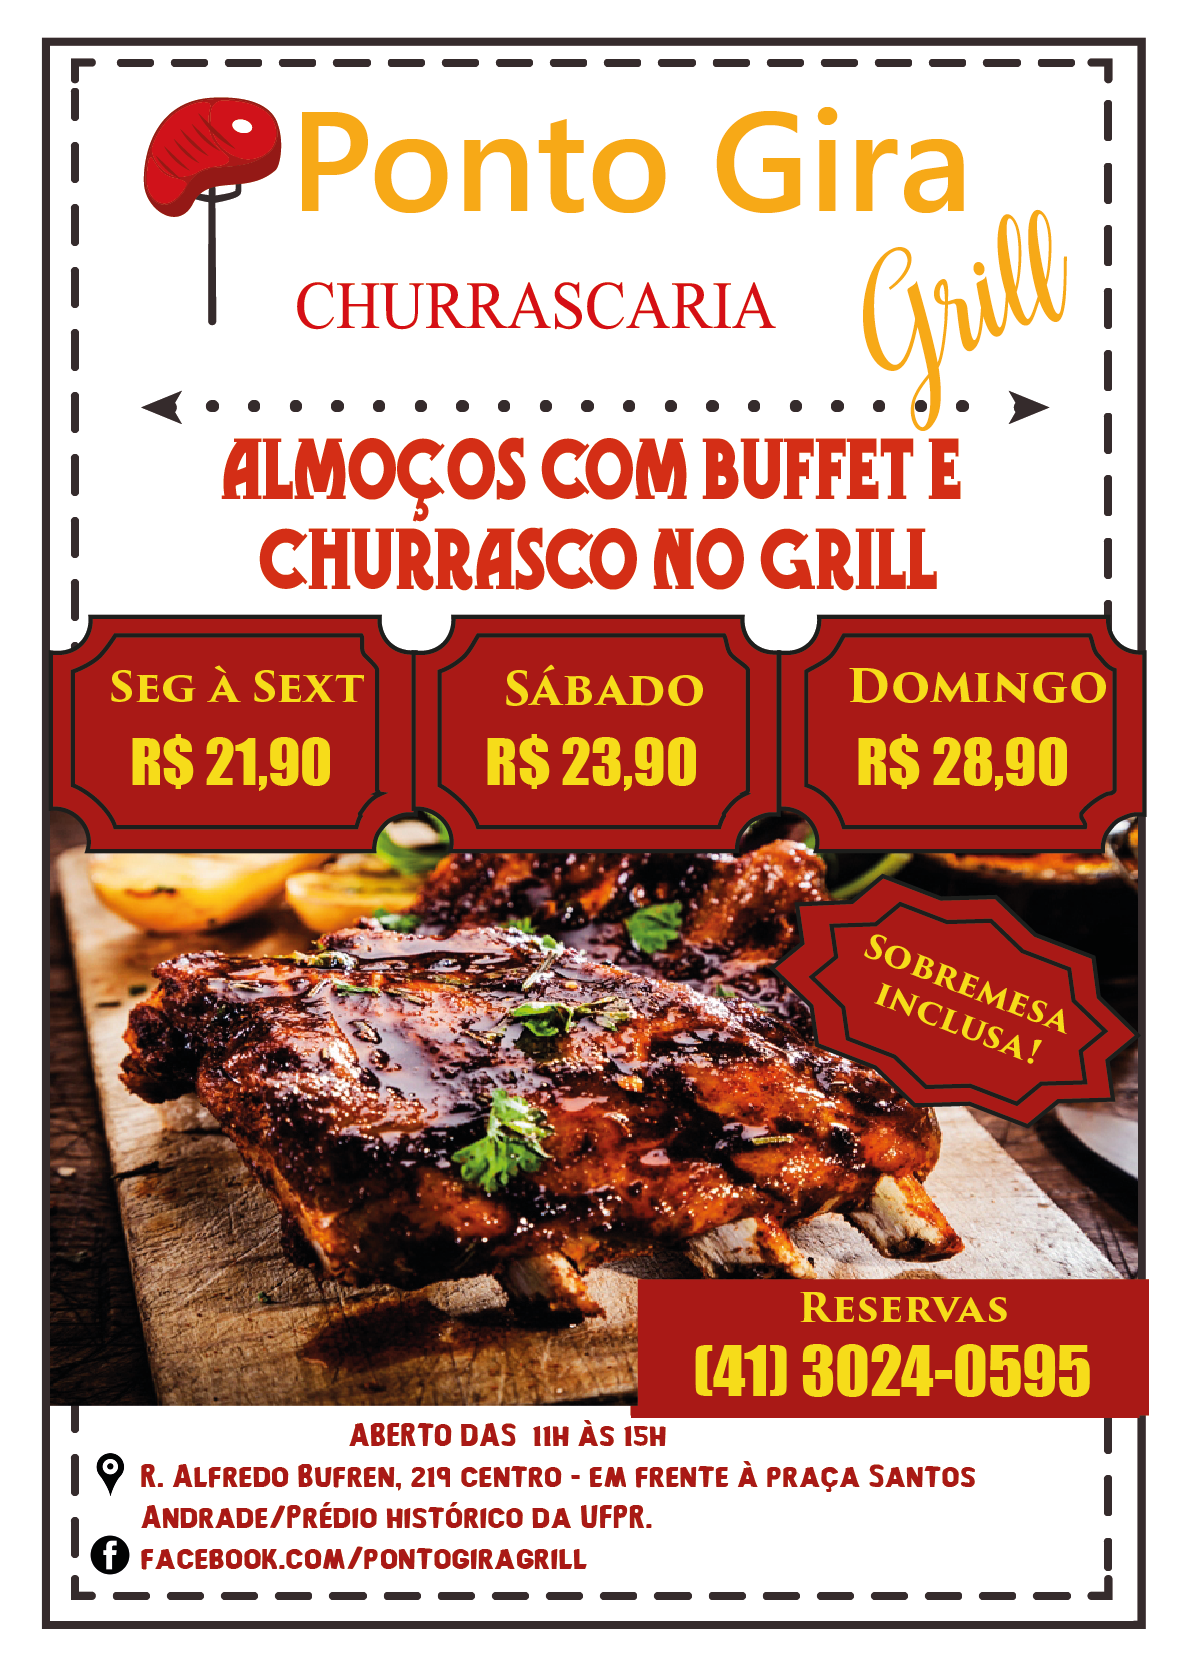 Ponto Gira
Grill
CHURRASCARIA
ALMOÇOS COM BUFFET E
CHURRASCO NO GRILL
SEG À SEXT
R$ 21,90
SÁBADO
R$ 23,90
DOMINGO
R$ 28,90
SOBREMESA
INCLUSA!
RESERVAS
(41) 3024-0595
ABERTO DAS 11H ÀS 15H
R. ALFREDO BUFREN, 219 CENTRO - EM FRENTE À PRAÇA SANTOS
ANDRADE/PRÉDIO HISTÓRICO DA UFPR.
FACEBOOK.COM/PONTOGIRAGRILL